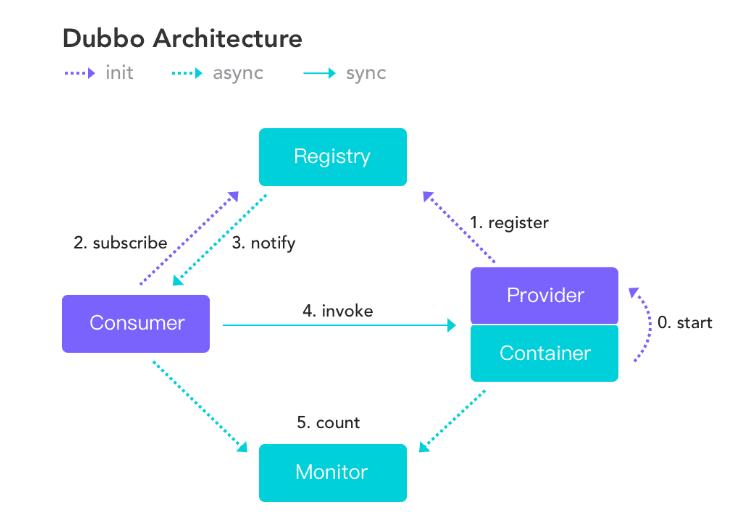 Dubbo Architecture
init async sync
Registry
1. register
2. subscribe 3. notify
Provider
4. invoke
Consumer
0. start
Container
5. count
Monitor